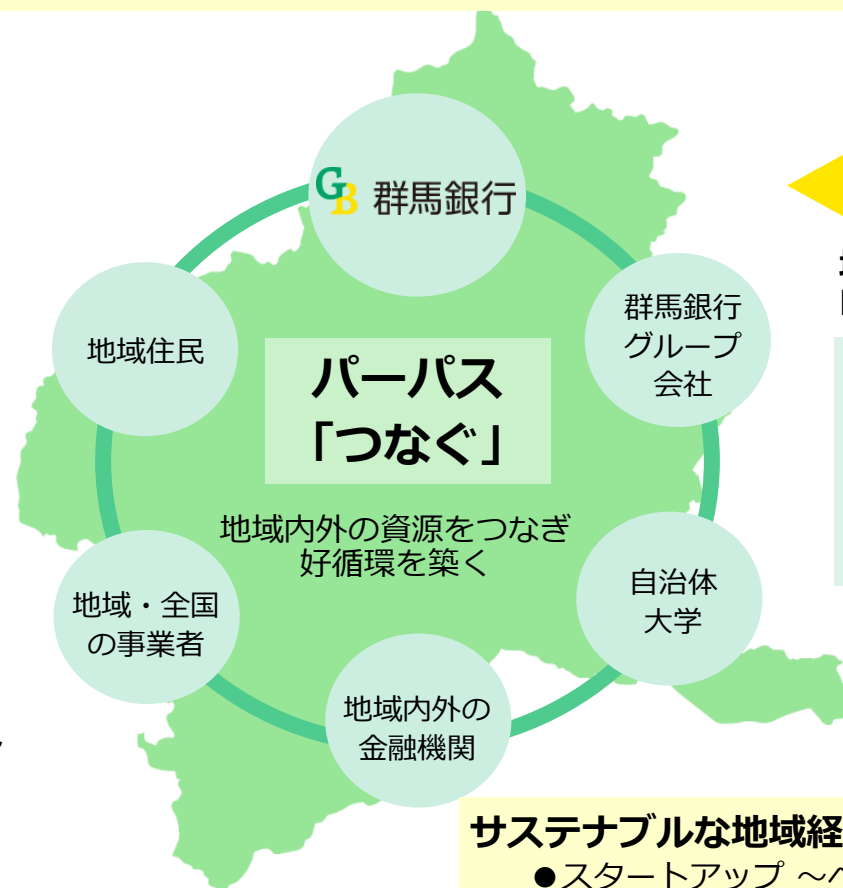 GB 群馬銀行
地域住民
群馬銀行
グループ
会社
パーパス
「つなぐ」
地域内外の資源をつなぎ
好循環を築く
地域・全国
の事業者
自治体
大学
地域内外の
金融機関
サステナブルな地域経
●スタートアップ ～